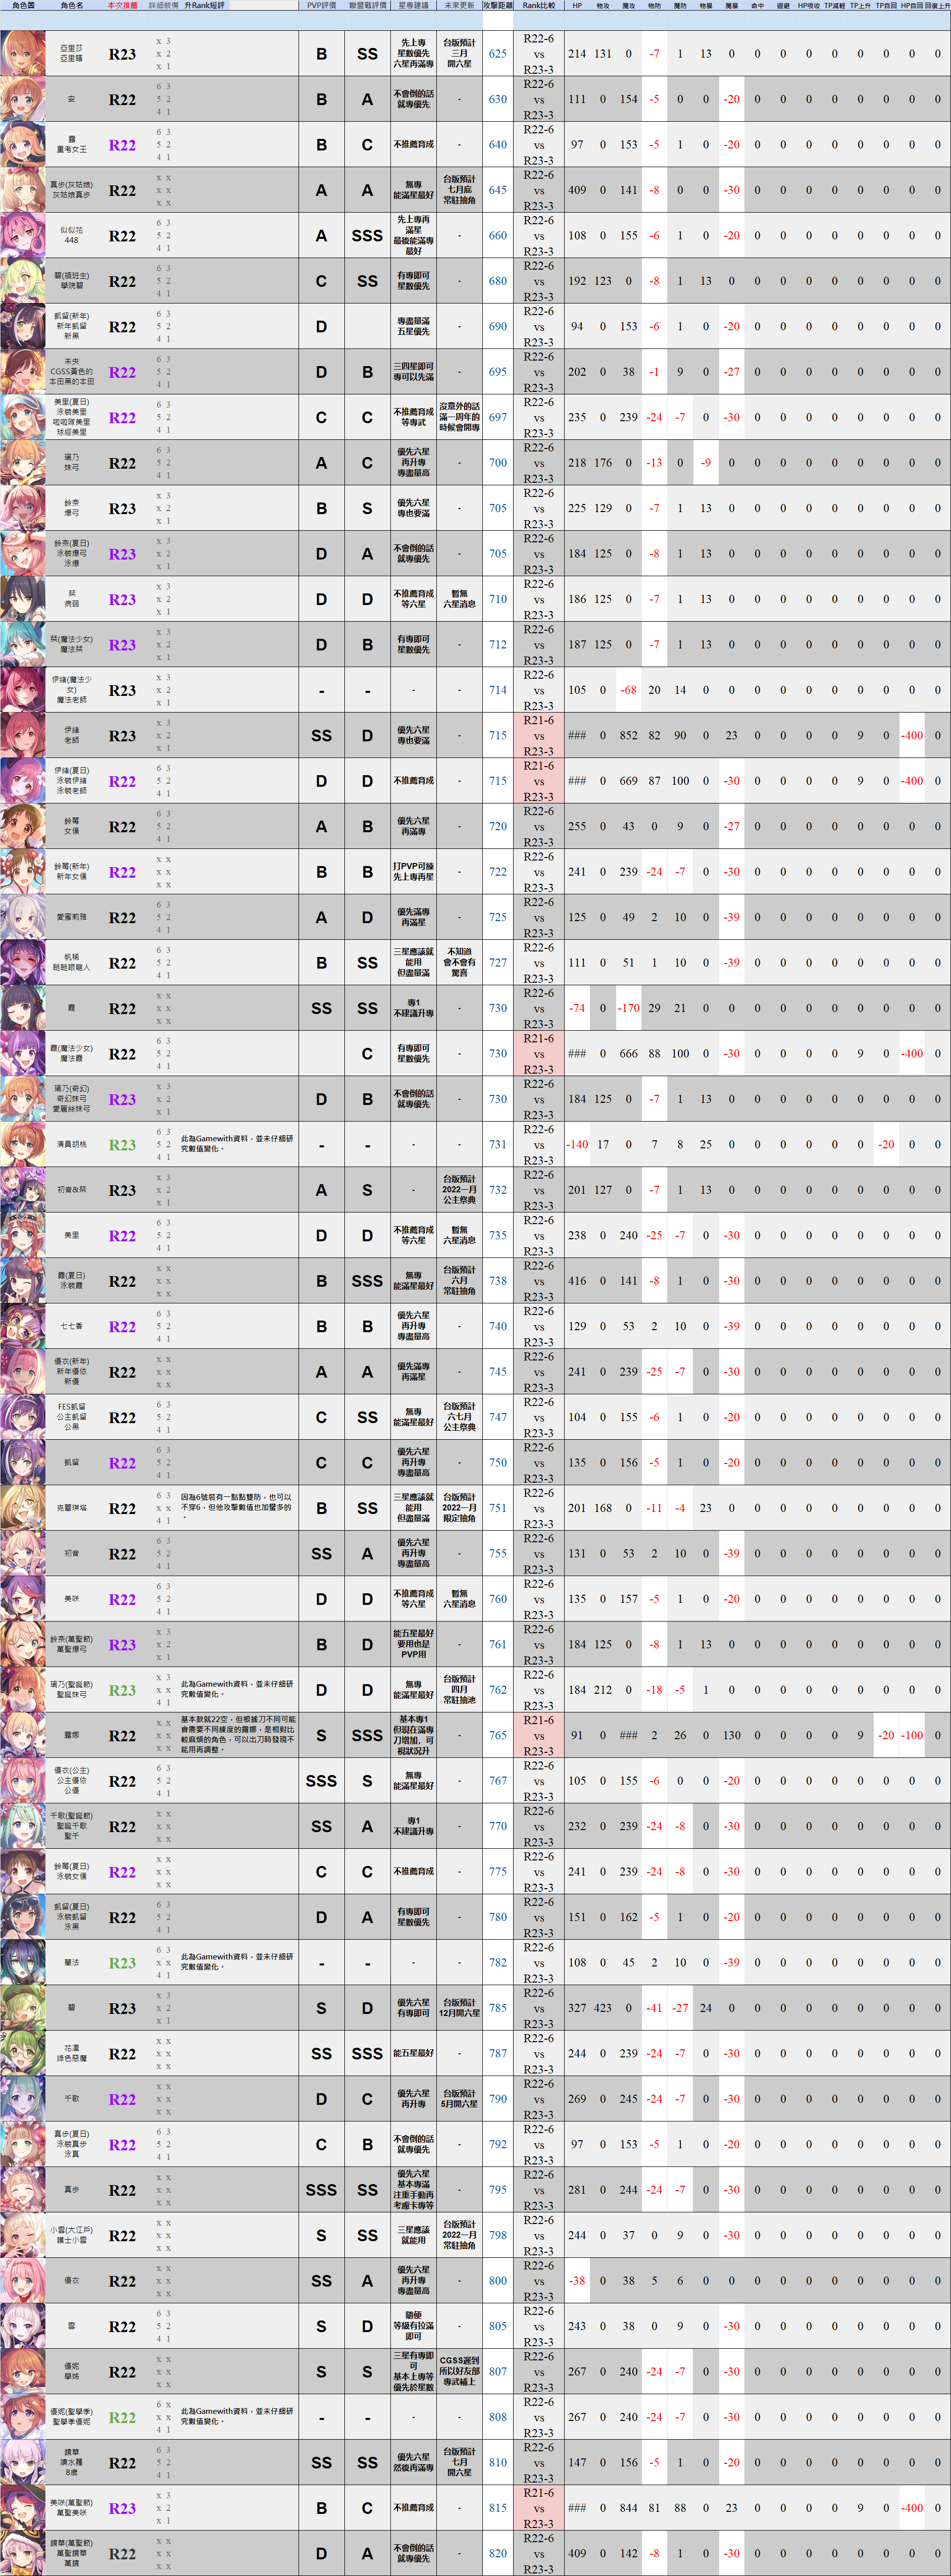 角色圖 角色名 本次推薦 詳細裝備 升Rank短評 PVP評價 聯盟戰評價 星專建議 未來更新 攻擊距離 Rank比較 HP 物攻 魔攻 物防 魔防 物暴 魔暴 命中 迴避 HP吸收 TP減輕 TP上升 HP自回 TP自回 回復上升
亞里莎 亞里瞎 R23 x 3 x 2 x 1 B SS 先上專 星數優先 六星再滿專 台版預計 三月 開六星 625 R22-6 vs R23-3 214 131 0 -7 1 13 0 0 0 0 0 0 0 0 0
安 R22 6 3 5 2 4 1 B A 不會倒的話 就專優先 - 630 R22-6 vs R23-3 111 0 154 -5 0 0 -20 0 0 0 0 0 0 0 0
露 重考女王 R22 6 3 5 2 4 1 B C 不推薦育成 - 640 R22-6 vs R23-3 97 0 153 -5 1 0 -20 0 0 0 0 0 0 0 0
真步(灰姑娘) 灰姑娘真步 R22 x x x x x x A A 無專 能滿星最好 台版預計 七月底 常駐抽角 645 R22-6 vs R23-3 409 0 141 -8 0 0 -30 0 0 0 0 0 0 0 0
似似花 448 R22 6 3 5 2 4 1 A SSS 先上專再 滿星 最後能滿專 最好 - 660 R22-6 vs R23-3 108 0 155 -6 1 0 -20 0 0 0 0 0 0 0 0
碧(插班生) 學院碧 R22 6 3 5 2 4 1 C SS 有專即可 星數優先 - 680 R22-6 vs R23-3 192 123 0 -8 1 13 0 0 0 0 0 0 0 0 0
凱留(新年) 新年凱留 新黑 R22 6 3 5 2 4 1 D 專盡量滿 五星優先 - 690 R22-6 vs R23-3 94 0 153 -6 1 0 -20 0 0 0 0 0 0 0 0
未央 CGSS黃色的 本田黑的本田 R22 6 3 5 2 4 1 D B 三四星即可 專可以先滿 - 695 R22-6 vs R23-3 202 0 38 -1 9 0 -27 0 0 0 0 0 0 0 0
美里(夏日) 泳裝美里 啦啦隊美里 球經美里 R22 6 3 5 2 4 1 C C 不推薦育成 等專武 沒意外的話 滿一周年的 時候會開專 697 R22-6 vs R23-3 235 0 239 -24 -7 0 -30 0 0 0 0 0 0 0 0
璃乃 妹弓 R22 6 3 5 2 4 1 A C 優先六星 再升專 專盡量高 - 700 R22-6 vs R23-3 218 176 0 -13 0 -9 0 0 0 0 0 0 0 0 0
鈴奈 爆弓 R23 x 3 x 2 x 1 B S 優先六星 專也要滿 - 705 R22-6 vs R23-3 225 129 0 -7 1 13 0 0 0 0 0 0 0 0 0
鈴奈(夏日) 泳裝爆弓 泳爆 R23 x 3 x 2 x 1 D A 不會倒的話 就專優先 - 705 R22-6 vs R23-3 184 125 0 -8 1 13 0 0 0 0 0 0 0 0 0
栞 病弱 R23 x 3 x 2 x 1 D D 不推薦育成 等六星 暫無 六星消息 710 R22-6 vs R23-3 186 125 0 -7 1 13 0 0 0 0 0 0 0 0 0
栞(魔法少女) 魔法栞 R23 x 3 x 2 x 1 D B 有專即可 星數優先 - 712 R22-6 vs R23-3 187 125 0 -7 1 13 0 0 0 0 0 0 0 0 0
伊緒(魔法少女) 魔法老師 R23 x 3 x 2 x 1 - - - - 714 R22-6 vs R23-3 105 0 -68 20 14 0 0 0 0 0 0 0 0 0 0
伊緒 老師 R23 x 3 x 2 x 1 SS D 優先六星 專也要滿 - 715 R21-6 vs R23-3 ### 0 852 82 90 0 23 0 0 0 0 9 0 -400 0
伊緒(夏日) 泳裝伊緒 泳裝老師 R22 6 3 5 2 4 1 D D 不推薦育成 - 715 R21-6 vs R23-3 ### 0 669 87 100 0 -30 0 0 0 0 9 0 -400 0
鈴莓 女僕 R22 6 3 5 2 4 1 A B 優先六星 再滿專 - 720 R22-6 vs R23-3 255 0 43 0 9 0 -27 0 0 0 0 0 0 0 0
鈴莓(新年) 新年女僕 R22 x x x x x x B B 打PVP可練 先上專再星 - 722 R22-6 vs R23-3 241 0 239 -24 -7 0 -30 0 0 0 0 0 0 0 0
愛蜜莉雅 R22 6 3 5 2 4 1 A D 優先滿專 再滿星 - 725 R22-6 vs R23-3 125 0 49 2 10 0 -39 0 0 0 0 0 0 0 0
帆稀 瞇瞇眼龍人 R22 6 3 5 2 4 1 B SS 三星應該就 能用 但盡量滿 不知道 會不會有 驚喜 727 R22-6 vs R23-3 111 0 51 1 10 0 -39 0 0 0 0 0 0 0 0
霞 R22 x x x x x x SS SS 專1 不建議升專 - 730 R22-6 vs R23-3 -74 0 -170 29 21 0 0 0 0 0 0 0 0 0 0
霞(魔法少女) 魔法霞 R22 6 3 5 2 4 1 C 有專即可 星數優先 - 730 R21-6 vs R23-3 ### 0 666 88 100 0 -30 0 0 0 0 9 0 -400 0
璃乃(奇幻) 奇幻妹弓 愛麗絲妹弓 R23 x 3 x 2 x 1 D B 不會倒的話 就專優先 - 730 R22-6 vs R23-3 184 125 0 -7 1 13 0 0 0 0 0 0 0 0 0
演員胡桃 R23 6 3 5 2 4 1 此為Gamewith資料，並未仔細研究數值變化。 - - - - 731 R22-6 vs R23-3 -140 17 0 7 8 25 0 0 0 0 0 0 -20 0 0
初音&栞 R23 x 3 x 2 x 1 A S - 台版預計 2022一月 公主祭典 732 R22-6 vs R23-3 201 127 0 -7 1 13 0 0 0 0 0 0 0 0 0
美里 R22 6 3 5 2 4 1 D D 不推薦育成 等六星 暫無 六星消息 735 R22-6 vs R23-3 238 0 240 -25 -7 0 -30 0 0 0 0 0 0 0 0
霞(夏日) 泳裝霞 R22 x x x x x x B SSS 無專 能滿星最好 台版預計 六月 常駐抽角 738 R22-6 vs R23-3 416 0 141 -8 1 0 -30 0 0 0 0 0 0 0 0
七七香 R22 6 3 5 2 4 1 B B 優先六星 再升專 專盡量高 - 740 R22-6 vs R23-3 129 0 53 2 10 0 -39 0 0 0 0 0 0 0 0
優衣(新年) 新年優依 新優 R22 x x x x x x A A 優先滿專 再滿星 - 745 R22-6 vs R23-3 241 0 239 -25 -7 0 -30 0 0 0 0 0 0 0 0
FES凱留 公主凱留 公黑 R22 6 3 5 2 4 1 C SS 無專 能滿星最好 台版預計 六七月 公主祭典 747 R22-6 vs R23-3 104 0 155 -6 1 0 -20 0 0 0 0 0 0 0 0
凱留 R22 6 3 5 2 4 1 C C 優先六星 再升專 專盡量高 - 750 R22-6 vs R23-3 135 0 156 -5 1 0 -20 0 0 0 0 0 0 0 0
克蕾琪塔 R22 6 3 x x 4 1 因為6號裝有一點點雙防，也可以不穿6，但他攻擊數值也加蠻多的。 B SS 三星應該就 能用 但盡量滿 台版預計 2022一月 限定抽角 751 R22-6 vs R23-3 201 168 0 -11 -4 23 0 0 0 0 0 0 0 0 0
初音 R22 6 3 5 2 4 1 SS A 優先六星 再升專 專盡量高 - 755 R22-6 vs R23-3 131 0 53 2 10 0 -39 0 0 0 0 0 0 0 0
美咲 R22 6 3 5 2 4 1 D D 不推薦育成 等六星 暫無 六星消息 760 R22-6 vs R23-3 135 0 157 -5 1 0 -20 0 0 0 0 0 0 0 0
鈴奈(萬聖節) 萬聖爆弓 R23 x 3 x 2 x 1 B D 能五星最好 要用也是 PVP用 - 761 R22-6 vs R23-3 184 125 0 -8 1 13 0 0 0 0 0 0 0 0 0
璃乃(聖誕節) 聖誕妹弓 R23 x 3 x x x 1 此為Gamewith資料，並未仔細研究數值變化。 D D 無專 能滿星最好 台版預計 四月 常駐抽池 762 R22-6 vs R23-3 184 212 0 -18 -5 1 0 0 0 0 0 0 0 0 0
露娜 R22 x x x x x x 基本款就22空，但根據刀不同可能會需要不同練度的露娜，是相對比較麻煩的角色，可以出刀時發現不能用再調整。 S SSS 基本專1 但現在滿專 刀增加，可 視狀況升 - 765 R21-6 vs R23-3 91 0 ### 2 26 0 130 0 0 0 0 9 -20 -100 0
優衣(公主) 公主優依 公優 R22 6 3 5 2 4 1 SSS S 無專 能滿星最好 - 767 R22-6 vs R23-3 105 0 155 -6 0 0 -20 0 0 0 0 0 0 0 0
千歌(聖誕節) 聖誕千歌 聖千 R22 x x x x x x SS A 專1 不建議升專 - 770 R22-6 vs R23-3 232 0 239 -24 -8 0 -30 0 0 0 0 0 0 0 0
鈴莓(夏日) 泳裝女僕 R22 x x x x x x C C 不推薦育成 - 775 R22-6 vs R23-3 241 0 239 -24 -8 0 -30 0 0 0 0 0 0 0 0
凱留(夏日) 泳裝凱留 泳黑 R22 6 3 5 2 4 1 D A 有專即可 星數優先 - 780 R22-6 vs R23-3 151 0 162 -5 1 0 -20 0 0 0 0 0 0 0 0
蘭法 R23 6 3 x x 4 1 此為Gamewith資料，並未仔細研究數值變化。 - - - - 782 R22-6 vs R23-3 108 0 45 2 10 0 -39 0 0 0 0 0 0 0 0
碧 R23 x 3 x 2 x 1 S D 優先六星 有專即可 台版預計 12月開六星 785 R22-6 vs R23-3 327 423 0 -41 -27 24 0 0 0 0 0 0 0 0 0
花凜 綠色惡魔 R22 x x x x x x SS SSS 能五星最好 - 787 R22-6 vs R23-3 244 0 239 -24 -7 0 -30 0 0 0 0 0 0 0 0
千歌 R22 x x x x x x D C 優先六星 再升專 台版預計 5月開六星 790 R22-6 vs R23-3 269 0 245 -24 -7 0 -30 0 0 0 0 0 0 0 0
真步(夏日) 泳裝真步 泳真 R22 6 3 5 2 4 1 C B 不會倒的話 就專優先 - 792 R22-6 vs R23-3 97 0 153 -5 1 0 -20 0 0 0 0 0 0 0 0
真步 R22 x x x x x x SSS SS 優先六星 基本專滿 注重手動再 考慮卡專等 - 795 R22-6 vs R23-3 281 0 244 -24 -7 0 -30 0 0 0 0 0 0 0 0
小雪(大江戶) 護士小雪 R22 x x x x x x S SS 三星應該 就能用 台版預計 2022一月 常駐抽角 798 R22-6 vs R23-3 244 0 37 0 9 0 -30 0 0 0 0 0 0 0 0
優衣 R22 x x x x x x SS A 優先六星 再升專 專盡量高 - 800 R22-6 vs R23-3 -38 0 38 5 6 0 0 0 0 0 0 0 0 0 0
雪 R22 6 3 5 2 4 1 S D 隨便 等級有拉滿 即可 - 805 R22-6 vs R23-3 243 0 38 0 9 0 -30 0 0 0 0 0 0 0 0
優妮 學姊 R22 x x x x x x S S 三星有專即 可 基本上專等 優先於星數 CGSS遲到 所以好友部 專武補上 807 R22-6 vs R23-3 267 0 240 -24 -7 0 -30 0 0 0 0 0 0 0 0
優妮(聖學季) 聖學季優妮 R22 6 x x x 4 1 此為Gamewith資料，並未仔細研究數值變化。 - - - - 808 R22-6 vs R23-3 267 0 240 -24 -7 0 -30 0 0 0 0 0 0 0 0
鏡華 噴水蘿 8歲 R22 6 3 5 2 4 1 SS SS 優先六星 然後再滿專 台版預計 七月 開六星 810 R22-6 vs R23-3 147 0 156 -5 1 0 -20 0 0 0 0 0 0 0 0
美咲(萬聖節) 萬聖美咲 R23 x 3 x 2 x 1 B C 不推薦育成 - 815 R21-6 vs R23-3 ### 0 844 81 88 0 23 0 0 0 0 9 0 -400 0
鏡華(萬聖節) 萬聖鏡華 萬鏡 R22 x x x x x x D A 不會倒的話 就專優先 - 820 R22-6 vs R23-3 409 0 142 -8 1 0 -30 0 0 0 0 0 0 0 0